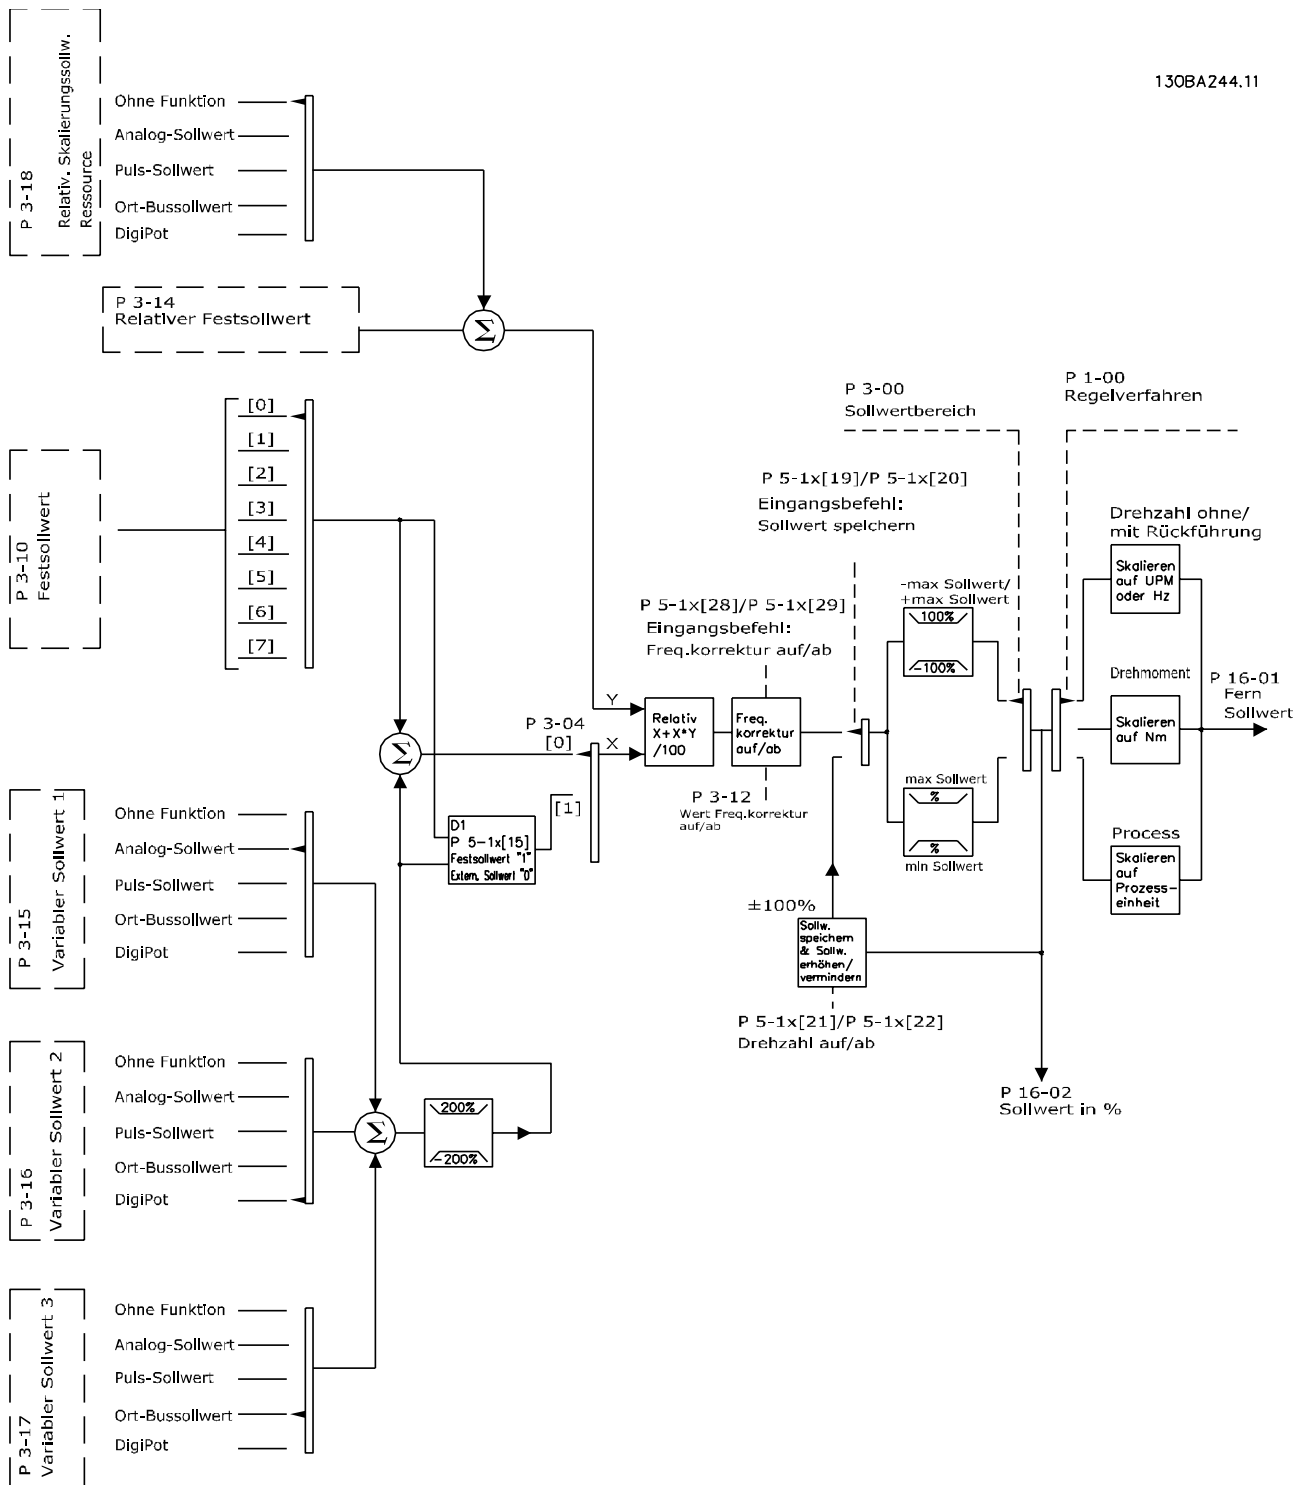 130BA244.11
P 3-18
Relativ. Skalierungssollw.
Ressource
Ohne Funktion
Analog-Sollwert
Puls-Sollwert
Ort-Bussollwert
DigiPot
P 3-14
Relativer Festsollwert
Σ
P 3-10
Festsollwert
[0]
[1]
[2]
[3]
[4]
[5]
[6]
[7]
P 3-15
Variabler Sollwert 1
Ohne Funktion
Analog-Sollwert
Puls-Sollwert
Ort-Bussollwert
DigiPot
P 3-16
Variabler Sollwert 2
Ohne Funktion
Analog-Sollwert
Puls-Sollwert
Ort-Bussollwert
DigiPot
P 3-17
Variabler Sollwert 3
Ohne Funktion
Analog-Sollwert
Puls-Sollwert
Ort-Bussollwert
DigiPot
Σ
200%
-200%
Σ
D1
P 5-1x[15]
Festsollwert "1"
Extern. Sollwert "0"
P 3-04
[0]
[1]
Y
X
Relativ
X+X*Y
/100
P 5-1x[28]/P 5-1x[29]
Eingangsbefehl:
Freq.korrektur auf/ab
Freq.
korrektur
auf/ab
P 3-12
Wert Freq.korrektur
auf/ab
P 5-1x[19]/P 5-1x[20]
Eingangsbefehl:
Sollwert speichern
±100%
Sollw.
speichern
& Sollw.
erhöhen/
vermindern
P 5-1x[21]/P 5-1x[22]
Drehzahl auf/ab
P 3-00
Sollwertbereich
-max Sollwert/
+max Sollwert
100%
-100%
max Sollwert
%
%
min Sollwert
P 1-00
Regelverfahren
Drehzahl ohne/
mit Rückführung
Skalieren
auf UPM
oder Hz
Drehmoment
Skalieren
auf Nm
Process
Skalieren
auf
Prozess-
einheit
P 16-01
Fern
Sollwert
P 16-02
Sollwert in %